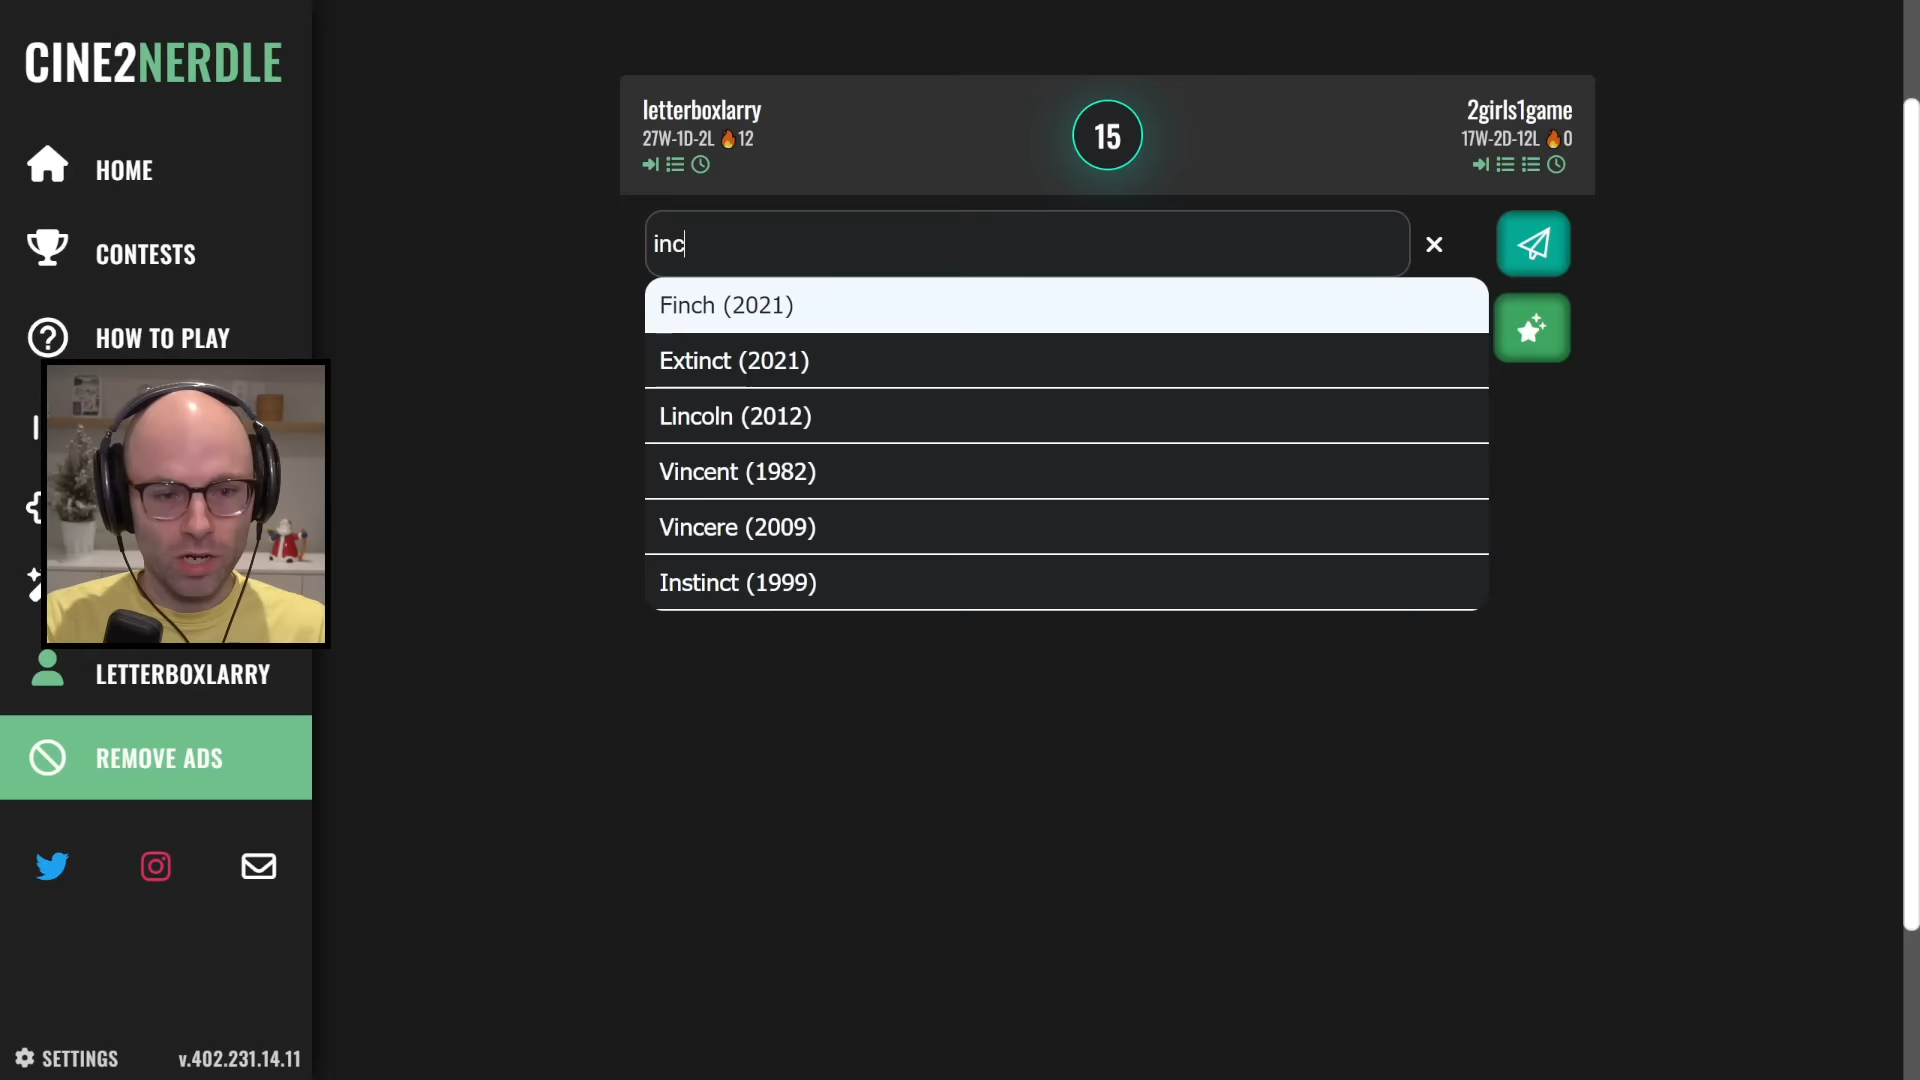 CINE2NERDLE
HOME
CONTESTS
HOW TO PLAY
LETTERBOXLARRY
REMOVE ADS
SETTINGS
v.402.231.14.11
letterboxlarry
27W-1D-2L 🔥12
15
2girls1game
17W-2D-12L 🔥0
inc
Finch (2021)
Extinct (2021)
Lincoln (2012)
Vincent (1982)
Vincere (2009)
Instinct (1999)